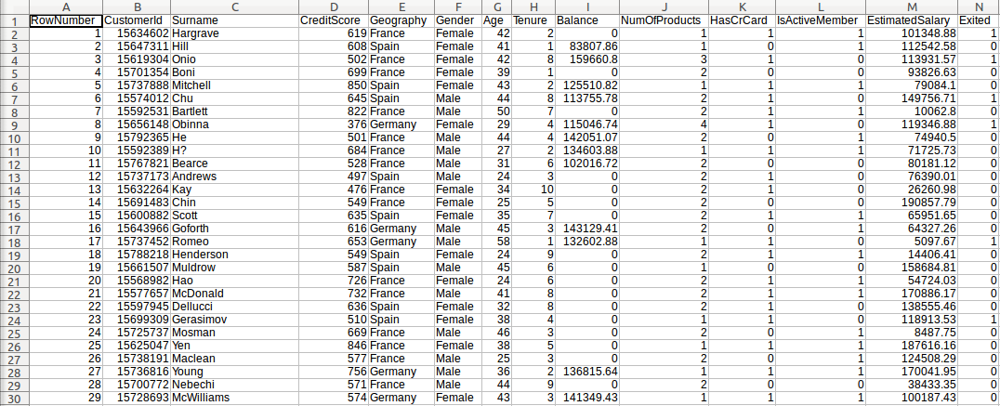 A B C D E F G H I J K L M N
1 RowNumber CustomerId Surname CreditScore Geography Gender Age Tenure Balance NumOfProducts HasCrCard IsActiveMember EstimatedSalary Exited
2 1 15634602 Hargrave 619 France Female 42 2 0 1 1 1 101348.88 1
3 2 15647311 Hill 608 Spain Female 41 1 83807.86 1 0 1 112542.58 0
4 3 15619304 Onio 502 France Female 42 8 159660.8 3 1 0 113931.57 1
5 4 15701354 Boni 699 France Female 39 1 0 2 0 0 93826.63 0
6 5 15737888 Mitchell 850 Spain Female 43 2 125510.82 1 1 1 79084.1 0
7 6 15574012 Chu 645 Spain Male 44 8 113755.78 2 1 0 149756.71 1
8 7 15592531 Bartlett 822 France Male 50 7 0 2 1 1 10062.8 0
9 8 15656148 Obinna 376 Germany Female 29 4 115046.74 4 1 0 119346.88 1
10 9 15792365 He 501 France Male 44 4 142051.07 2 0 1 74940.5 0
11 10 15592389 H? 684 France Male 27 2 134603.88 1 1 1 71725.73 0
12 11 15767821 Bearce 528 France Male 31 6 102016.72 2 0 0 80181.12 0
13 12 15737173 Andrews 497 Spain Male 24 3 0 2 1 0 76390.01 0
14 13 15632264 Kay 476 France Female 34 10 0 2 1 0 26260.98 0
15 14 15691483 Chin 549 France Female 25 5 0 2 0 0 190857.79 0
16 15 15600882 Scott 635 Spain Female 35 7 0 2 1 1 65951.65 0
17 16 15643966 Goforth 616 Germany Male 45 3 143129.41 2 0 1 64327.26 0
18 17 15737452 Romeo 653 Germany Male 58 1 132602.88 1 1 0 5097.67 1
19 18 15788218 Henderson 549 Spain Female 24 9 0 2 1 1 14406.41 0
20 19 15661507 Muldrow 587 Spain Male 45 6 0 1 0 0 158684.81 0
21 20 15568982 Hao 726 France Female 24 6 0 2 1 1 54724.03 0
22 21 15577657 McDonald 732 France Male 41 8 0 2 1 1 170886.17 0
23 22 15597945 Dellucci 636 Spain Female 32 8 0 2 1 0 138555.46 0
24 23 15699309 Gerasimov 510 Spain Female 38 4 0 1 1 0 118913.53 1
25 24 15725737 Mosman 669 France Male 46 3 0 2 0 1 8487.75 0
26 25 15625047 Yen 846 France Female 38 5 0 1 1 1 187616.16 0
27 26 15738191 Maclean 577 France Male 25 3 0 2 0 1 124508.29 0
28 27 15736816 Young 756 Germany Male 36 2 136815.64 1 1 1 170041.95 0
29 28 15700772 Nebechi 571 France Male 44 9 0 2 0 0 38433.35 0
30 29 15728693 McWilliams 574 Germany Female 43 3 141349.43 1 1 1 100187.43 0